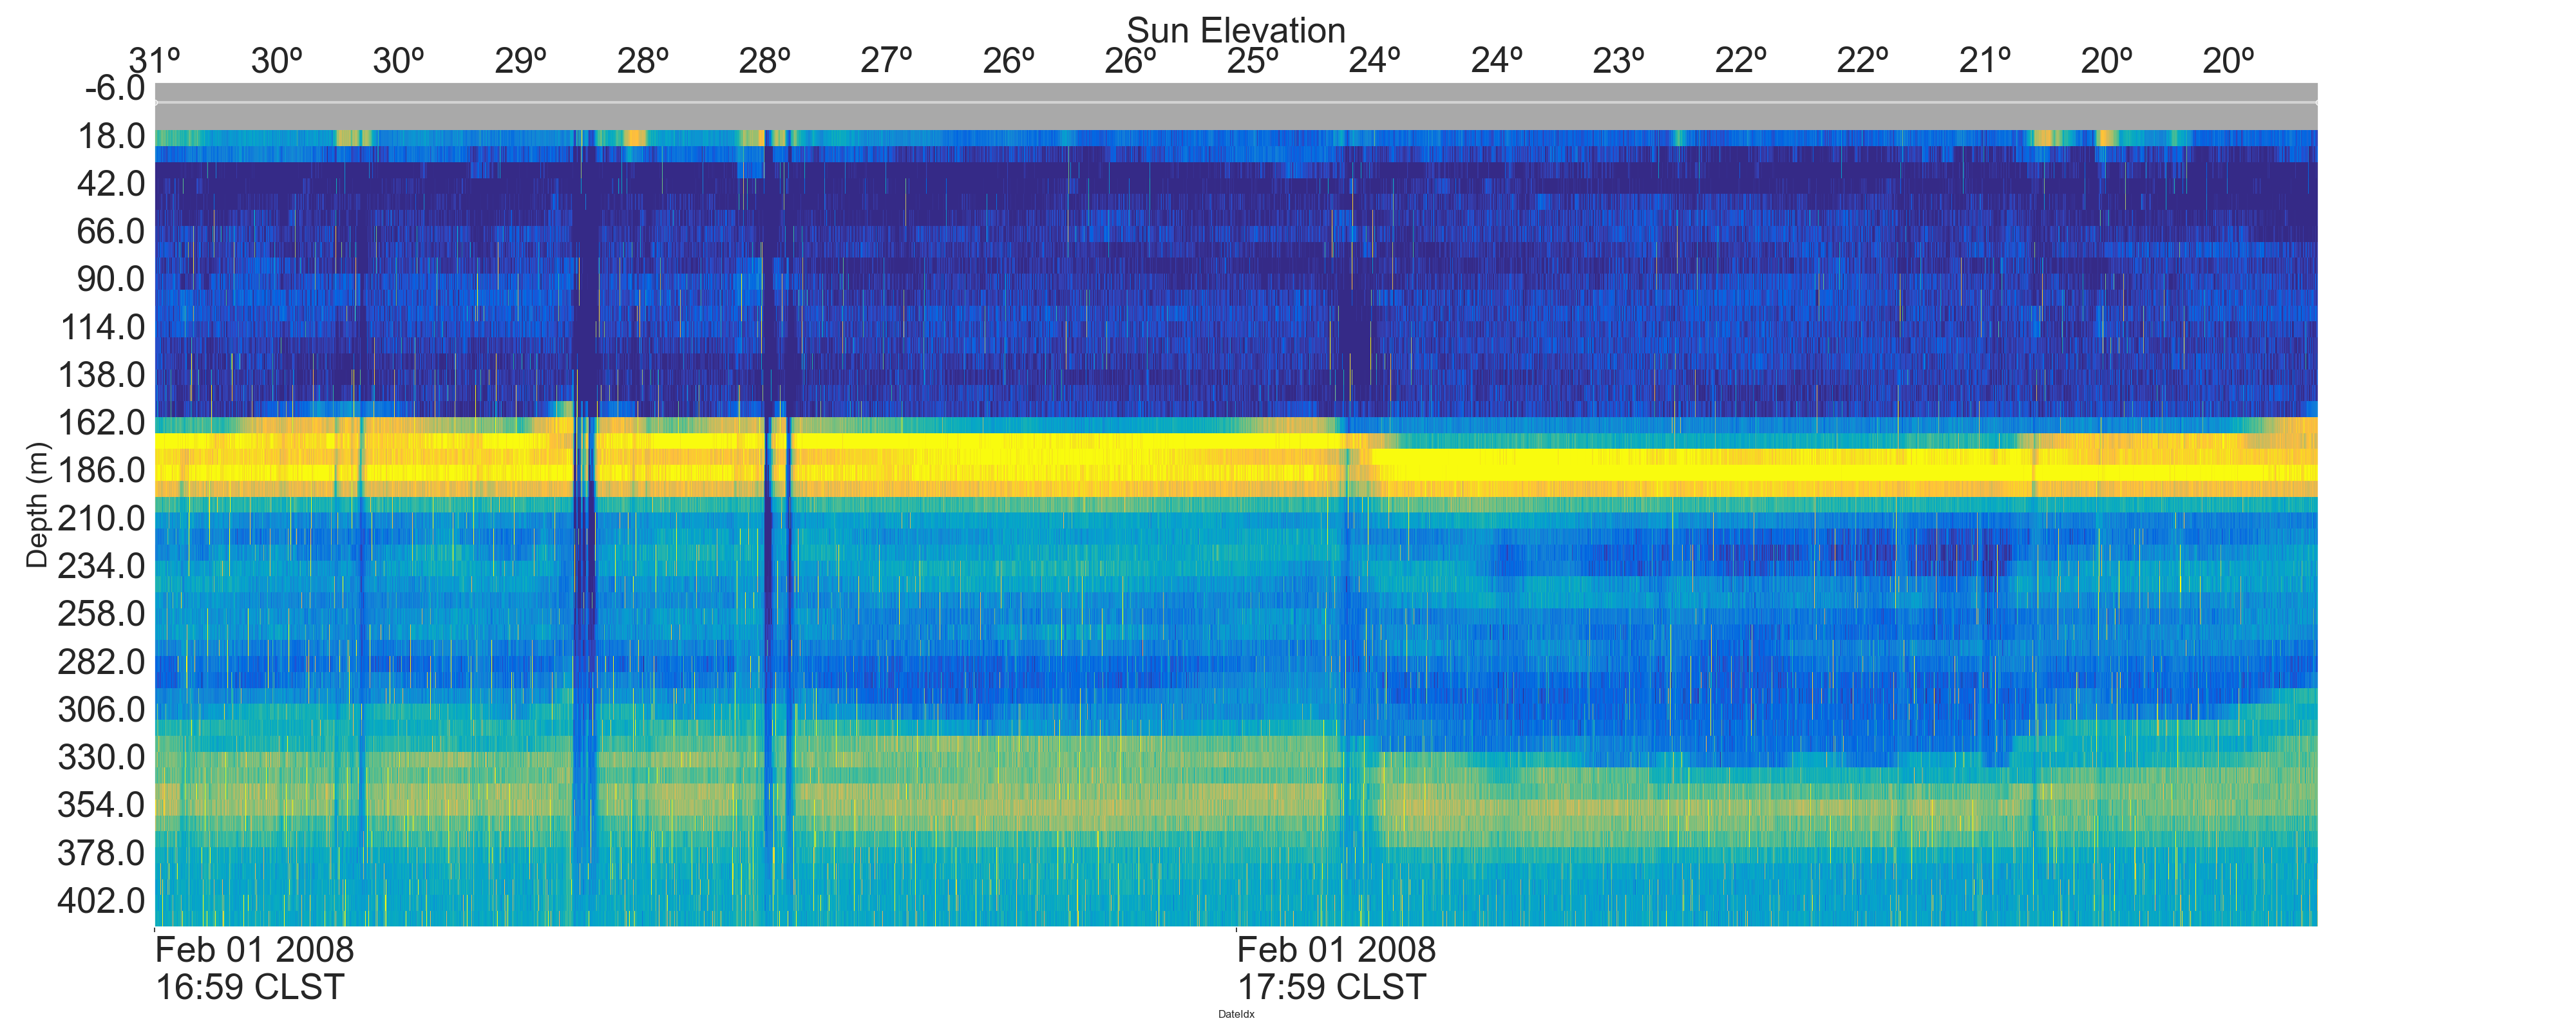 Sun Elevation
31º 30º 30º 29º 28º 28º 27º 26º 26º 25º 24º 24º 23º 22º 22º 21º 20º 20º
-6.0
18.0
42.0
66.0
90.0
114.0
138.0
162.0
186.0
210.0
234.0
258.0
282.0
306.0
330.0
354.0
378.0
402.0
Depth (m)
Feb 01 2008
16:59 CLST
Feb 01 2008
17:59 CLST
DateIdx